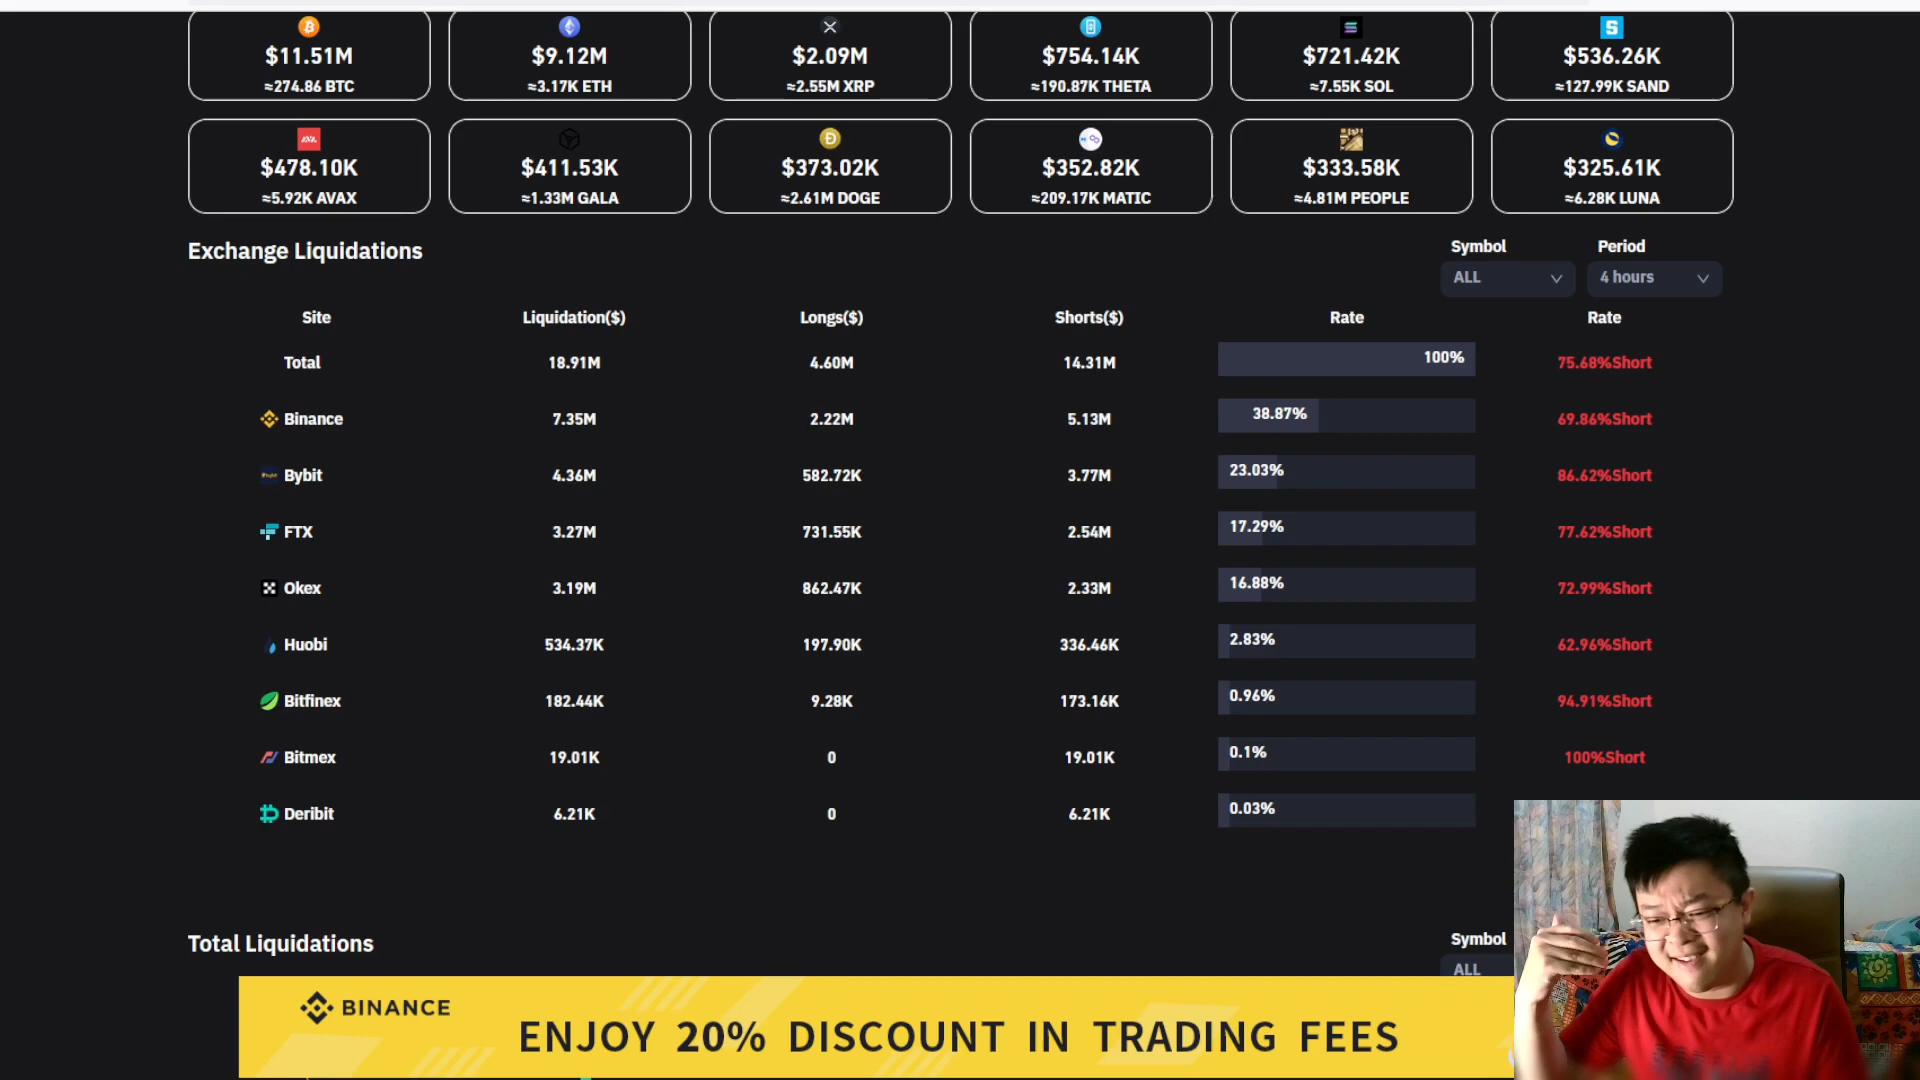 $11.51M $9.12M $2.09M $754.14K $721.42K $536.26K
≈274.86 BTC ≈3.17K ETH ≈2.55M XRP ≈190.87K THETA ≈7.55K SOL ≈127.99K SAND
$478.10K $411.53K $373.02K $352.82K $333.58K $325.61K
≈5.92K AVAX ≈1.33M GALA ≈2.61M DOGE ≈209.17K MATIC ≈4.81M PEOPLE ≈6.28K LUNA
Exchange Liquidations Symbol Period
ALL 4 hours
Site Liquidation($) Longs($) Shorts($) Rate Rate
Total 18.91M 4.60M 14.31M 100% 75.68%Short
Binance 7.35M 2.22M 5.13M 38.87% 69.86%Short
Bybit 4.36M 582.72K 3.77M 23.03% 86.62%Short
FTX 3.27M 731.55K 2.54M 17.29% 77.62%Short
Okex 3.19M 862.47K 2.33M 16.88% 72.99%Short
Huobi 534.37K 197.90K 336.46K 2.83% 62.96%Short
Bitfinex 182.44K 9.28K 173.16K 0.96% 94.91%Short
Bitmex 19.01K 0 19.01K 0.1% 100%Short
Deribit 6.21K 0 6.21K 0.03%
Total Liquidations Symbol
ALL
BINANCE
ENJOY 20% DISCOUNT IN TRADING FEES